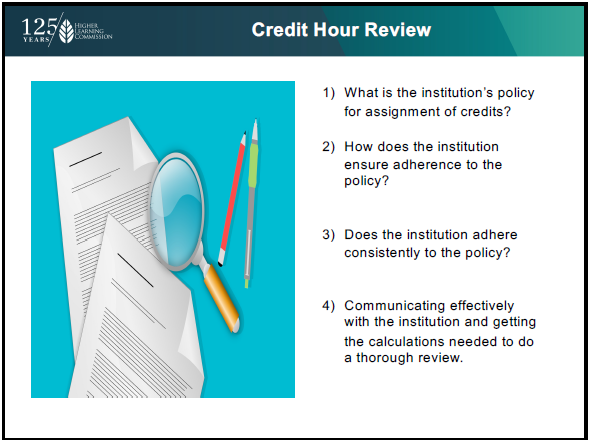 125 YEARS
HIGHER
LEARNING
COMMISSION
Credit Hour Review
1) What is the institution's policy
for assignment of credits?
2) How does the institution
ensure adherence to the
policy?
3) Does the institution adhere
consistently to the policy?
4) Communicating effectively
with the institution and getting
the calculations needed to do
a thorough review.